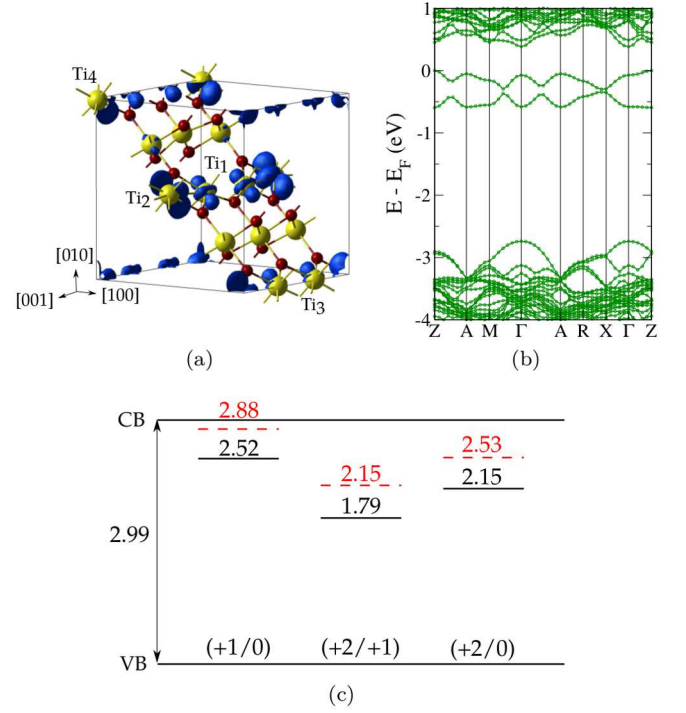 Ti4
Ti1
Ti2
Ti3
[010]
[001]
[100]
(a)
1
0
-1
-2
-3
-4
E - EF (eV)
Z A M Γ A R X Γ Z
(b)
CB
2.88
2.52
2.15
1.79
2.53
2.15
2.99
(+1/0) (+2/+1) (+2/0)
VB
(c)